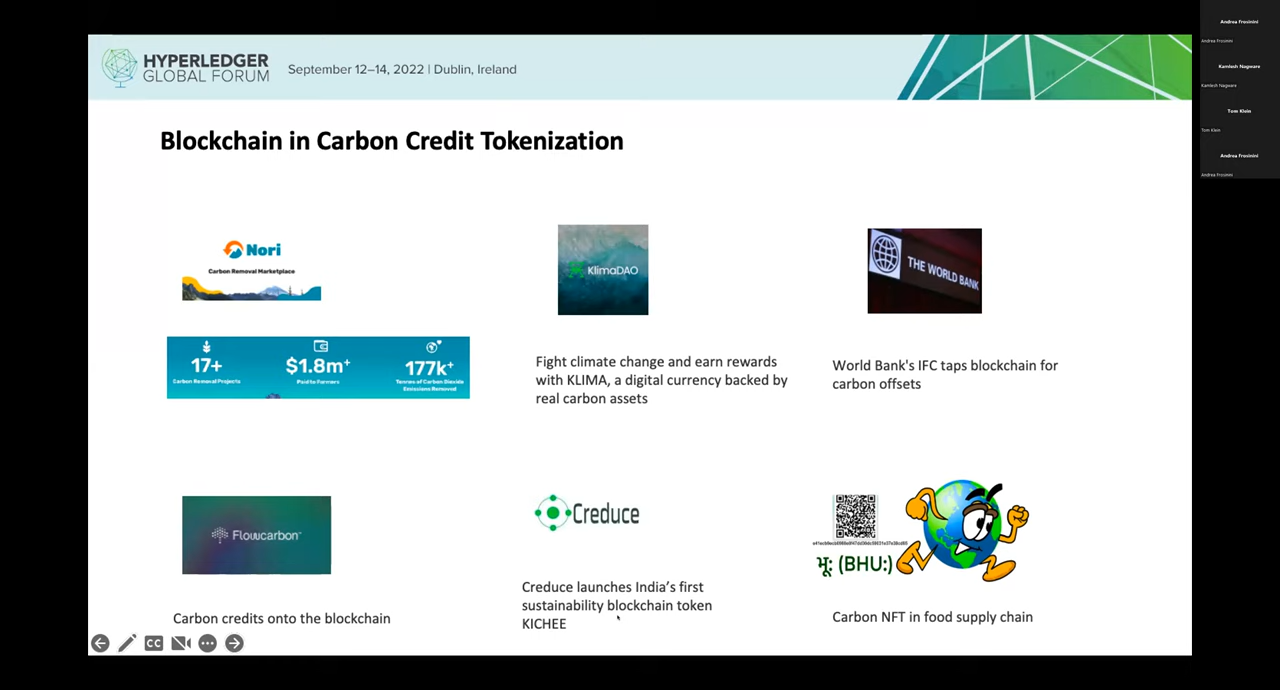 HYPERLEDGER
GLOBAL FORUM
September 12–14, 2022 | Dublin, Ireland
Blockchain in Carbon Credit Tokenization
Nori
Carbon Removal Marketplace
17+
Carbon Removal Projects
$1.8m+
Paid to Farmers
177k+
Tonnes of Carbon Dioxide
Emissions Removed
KlimaDAO
Fight climate change and earn rewards
with KLIMA, a digital currency backed by
real carbon assets
THE WORLD BANK
World Bank's IFC taps blockchain for
carbon offsets
Flowcarbon
Carbon credits onto the blockchain
Creduce
Creduce launches India's first
sustainability blockchain token
KICHEE
भू: (BHU:)
Carbon NFT in food supply chain
CC
Andrea Frosinini
Andrea Frosinini
Kamlesh Nagware
Kamlesh Nagware
Tom Klein
Tom Klein
Andrea Frosinini
Andrea Frosinini